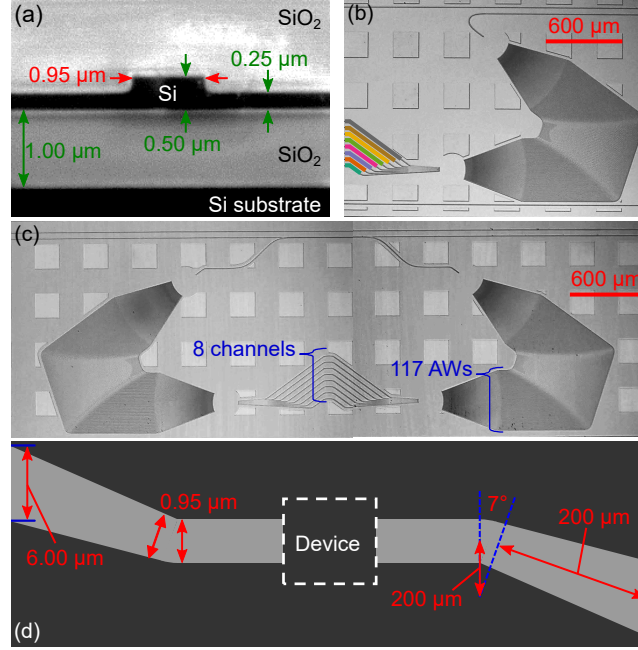 (a)
SiO₂
0.95 µm
0.25 µm
Si
1.00 µm
0.50 µm
SiO₂
Si substrate
(b)
600 µm
(c)
600 µm
8 channels
117 AWs
0.95 µm
6.00 µm
Device
7°
200 µm
200 µm
(d)